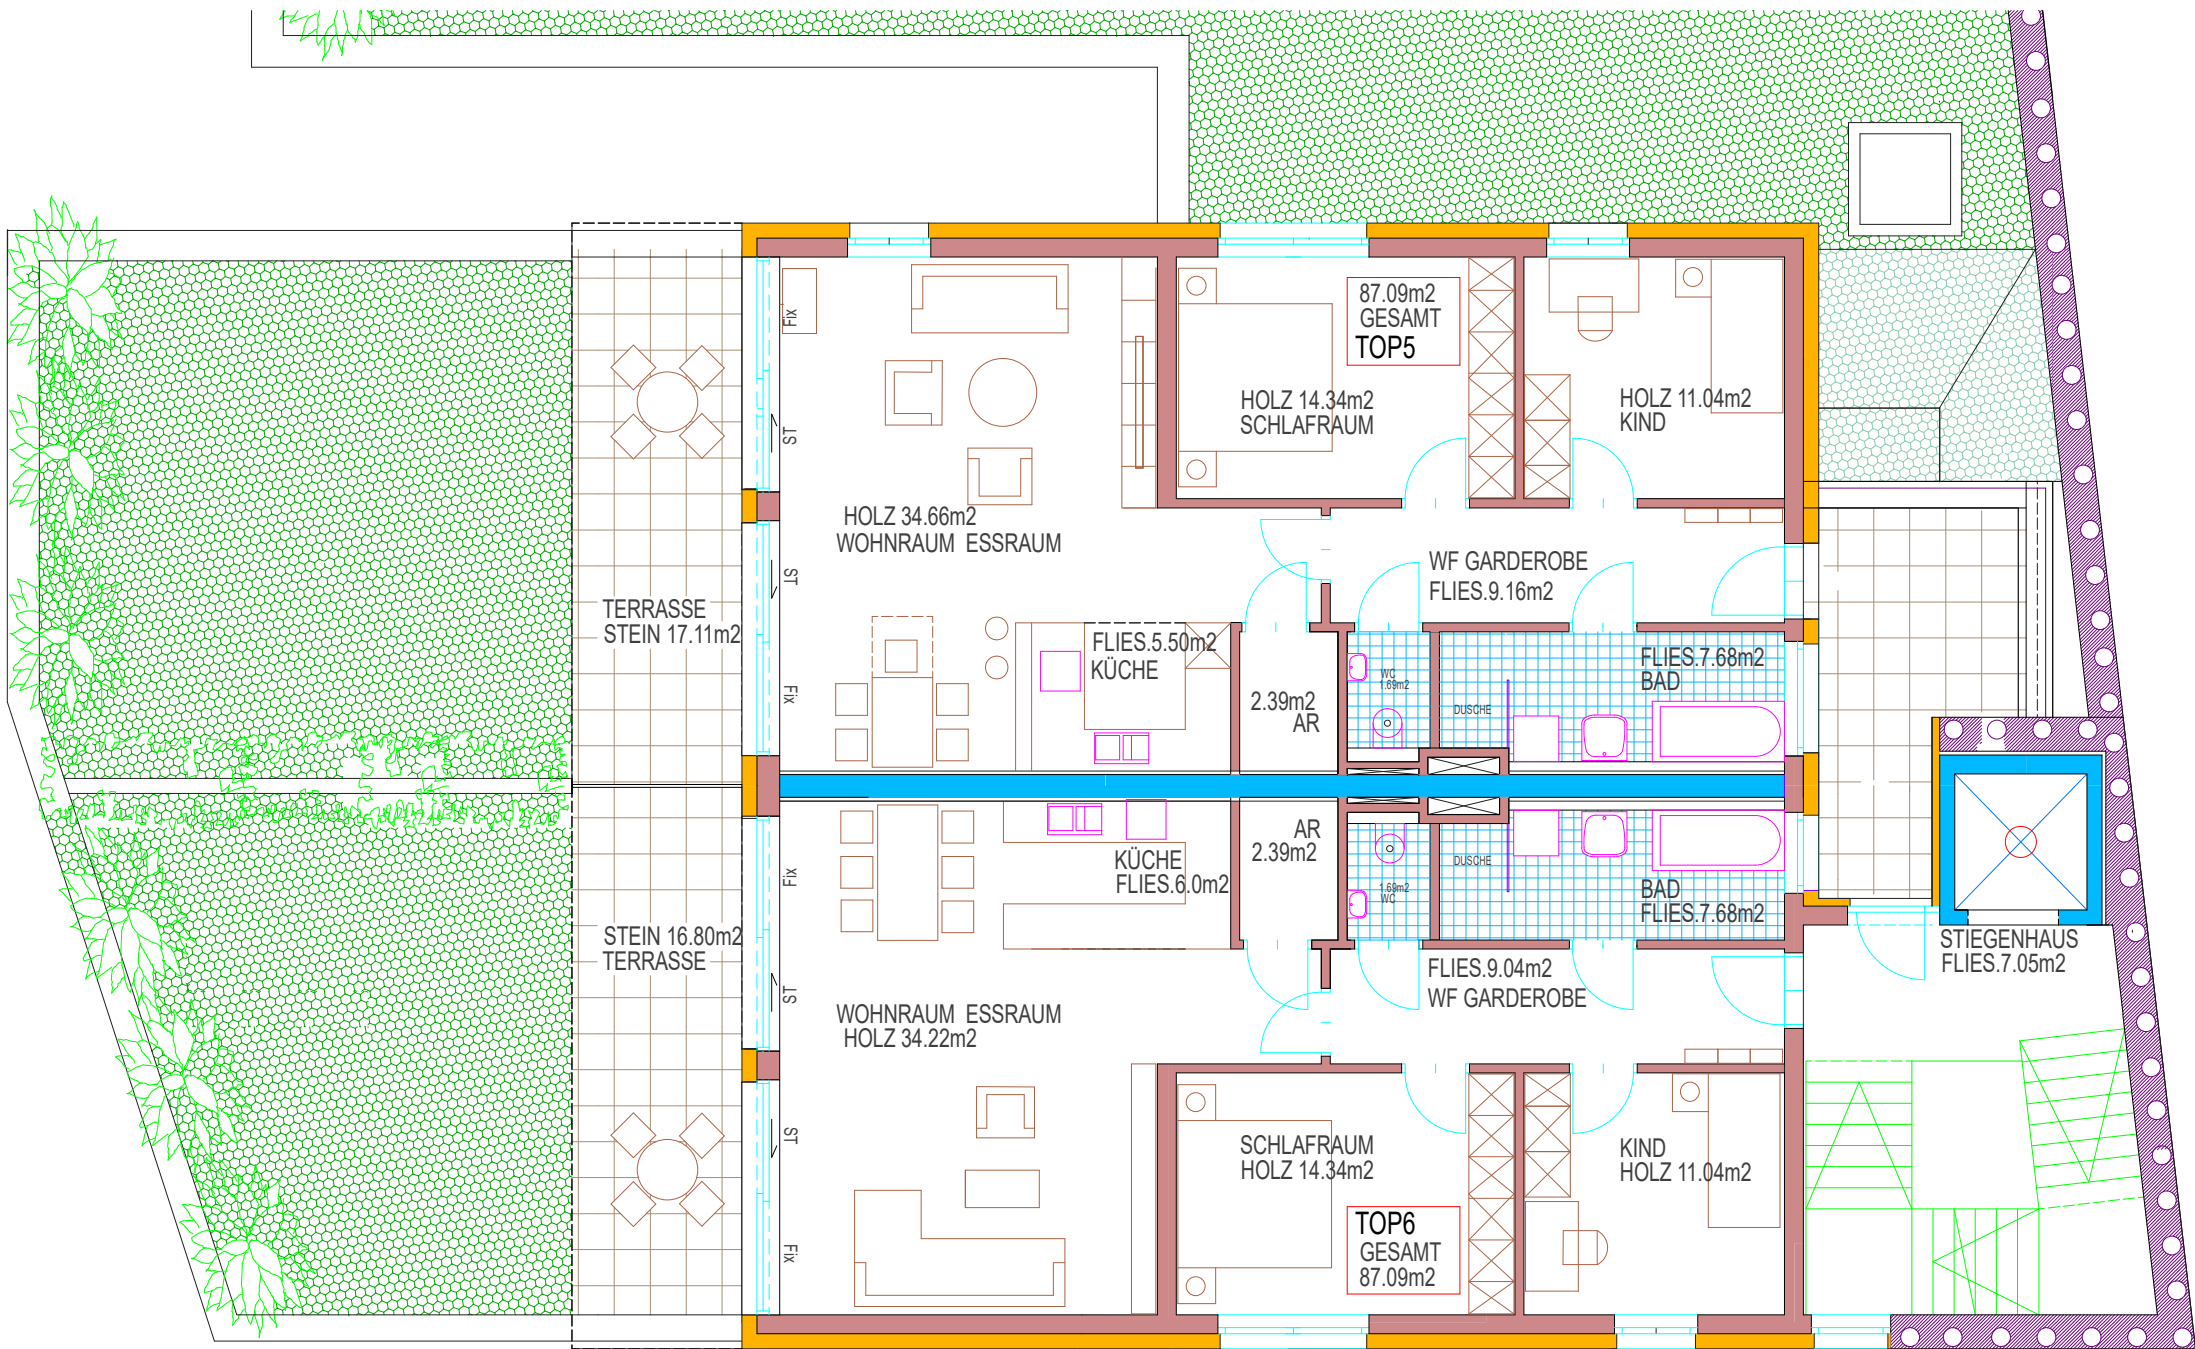 87.09m2
GESAMT
TOP5
Fix
HOLZ 14.34m2
SCHLAFRAUM
HOLZ 11.04m2
KIND
ST
HOLZ 34.66m2
WOHNRAUM ESSRAUM
ST
WF GARDEROBE
FLIES.9.16m2
TERRASSE
STEIN 17.11m2
FLIES.5.50m2
KÜCHE
Fix
2.39m2
AR
WC
1.69m2
DUSCHE
FLIES.7.68m2
BAD
Fix
KÜCHE
FLIES.6.0m2
AR
2.39m2
1.69m2
WC
DUSCHE
BAD
FLIES.7.68m2
STEIN 16.80m2
TERRASSE
ST
WOHNRAUM ESSRAUM
HOLZ 34.22m2
FLIES.9.04m2
WF GARDEROBE
STIEGENHAUS
FLIES.7.05m2
ST
SCHLAFRAUM
HOLZ 14.34m2
KIND
HOLZ 11.04m2
Fix
TOP6
GESAMT
87.09m2